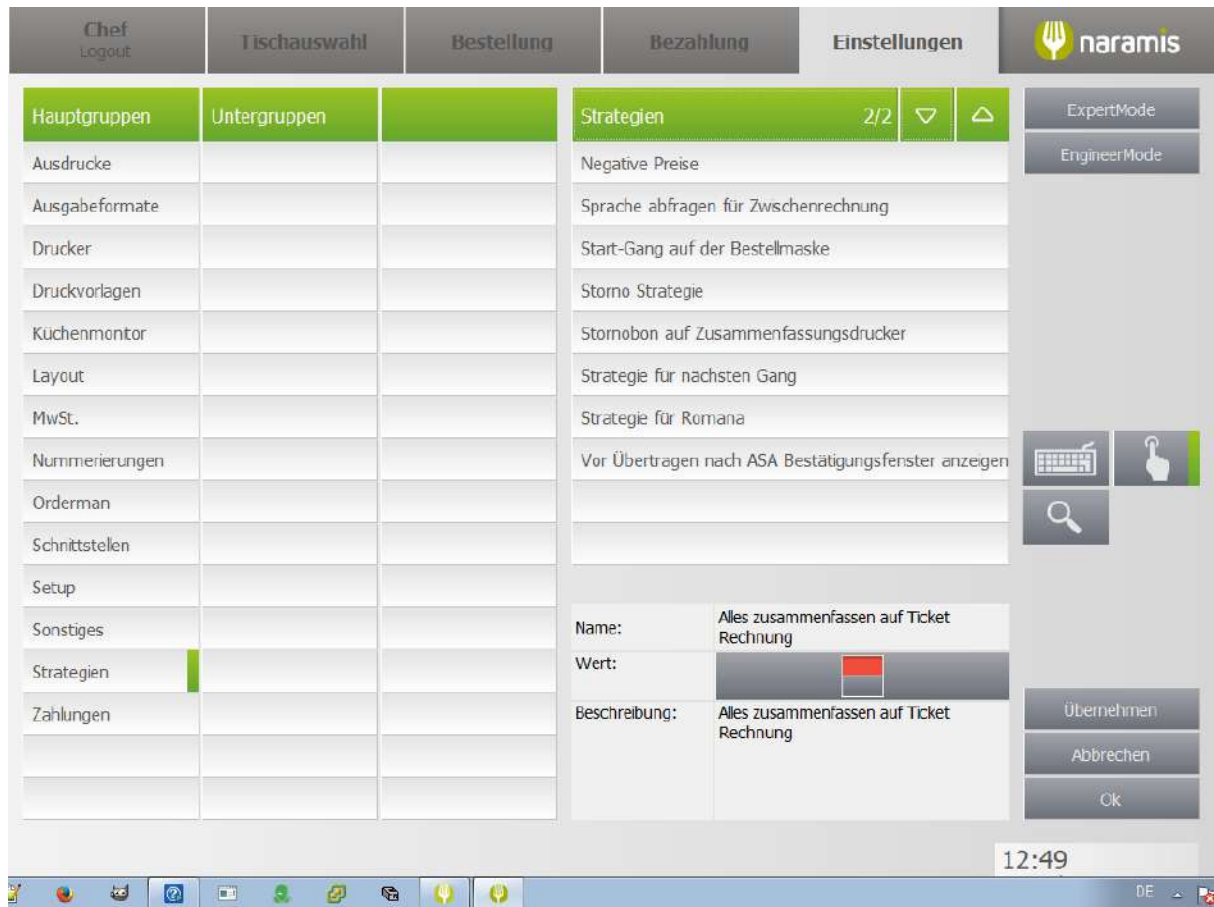 Chef
Logout
Tischauswahl
Bestellung
Bezahlung
Einstellungen
naramis
Hauptgruppen
Untergruppen
Strategien 2/2
ExpertMode
EngineerMode
Ausdrucke
Ausgabeformate
Drucker
Druckvorlagen
Küchenmonitor
Layout
MwSt.
Nummerierungen
Orderman
Schnittstellen
Setup
Sonstiges
Strategien
Zahlungen
Negative Preise
Sprache abfragen für Zwischenrechnung
Start-Gang auf der Bestellmaske
Storno Strategie
Stornobon auf Zusammenfassungsdrucker
Strategie für nächsten Gang
Strategie für Romana
Vor Übertragen nach ASA Bestätigungsfenster anzeigen
Name:
Alles zusammenfassen auf Ticket
Rechnung
Wert:
Beschreibung:
Alles zusammenfassen auf Ticket
Rechnung
Übernehmen
Abbrechen
Ok
12:49
DE